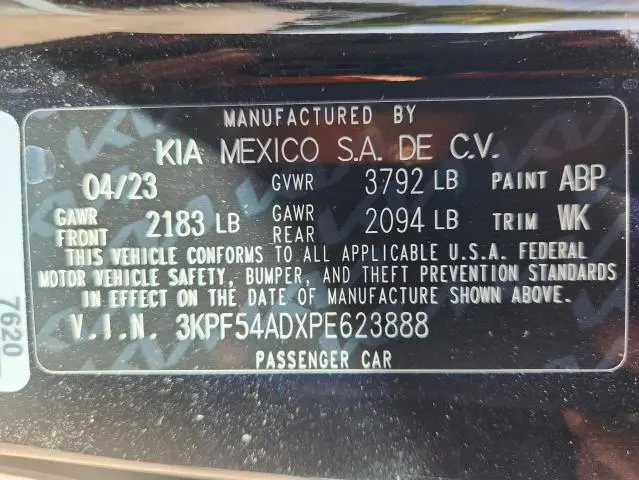 MANUFACTURED BY
KIA MEXICO S.A. DE C.V.
04/23 GVWR 3792 LB PAINT ABP
GAWR FRONT 2183 LB GAWR REAR 2094 LB TRIM WK
THIS VEHICLE CONFORMS TO ALL APPLICABLE U.S.A. FEDERAL
MOTOR VEHICLE SAFETY, BUMPER, AND THEFT PREVENTION STANDARDS
IN EFFECT ON THE DATE OF MANUFACTURE SHOWN ABOVE.
V.I.N. 3KPF54ADXPE623888
PASSENGER CAR
7620